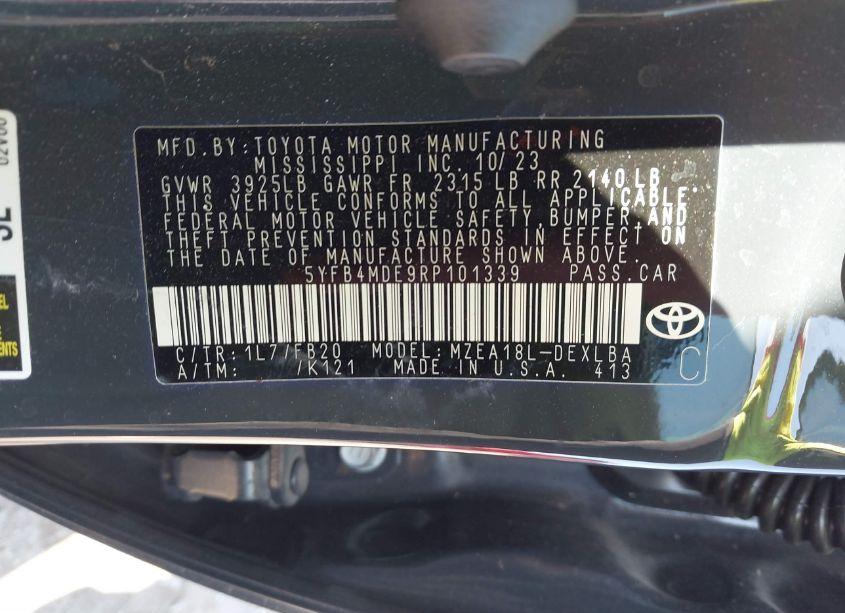 MFD.BY:TOYOTA MOTOR MANUFACTURING
MISSISSIPPI INC. 10/23
GVWR 3925LB GAWR FR 2315 LB RR 2140LB
THIS VEHICLE CONFORMS TO ALL APPLICABLE
FEDERAL MOTOR VEHICLE SAFETY,BUMPER,AND
THEFT PREVENTION STANDARDS IN EFFECT ON
THE DATE OF MANUFACTURE SHOWN ABOVE.
5YFB4MDE9RP101339 PASS.CAR
C/TR:1L7/FB20 MODEL:MZEA18L-DEXLBA
A/TM: /K121 MADE IN U.S.A. 413
C